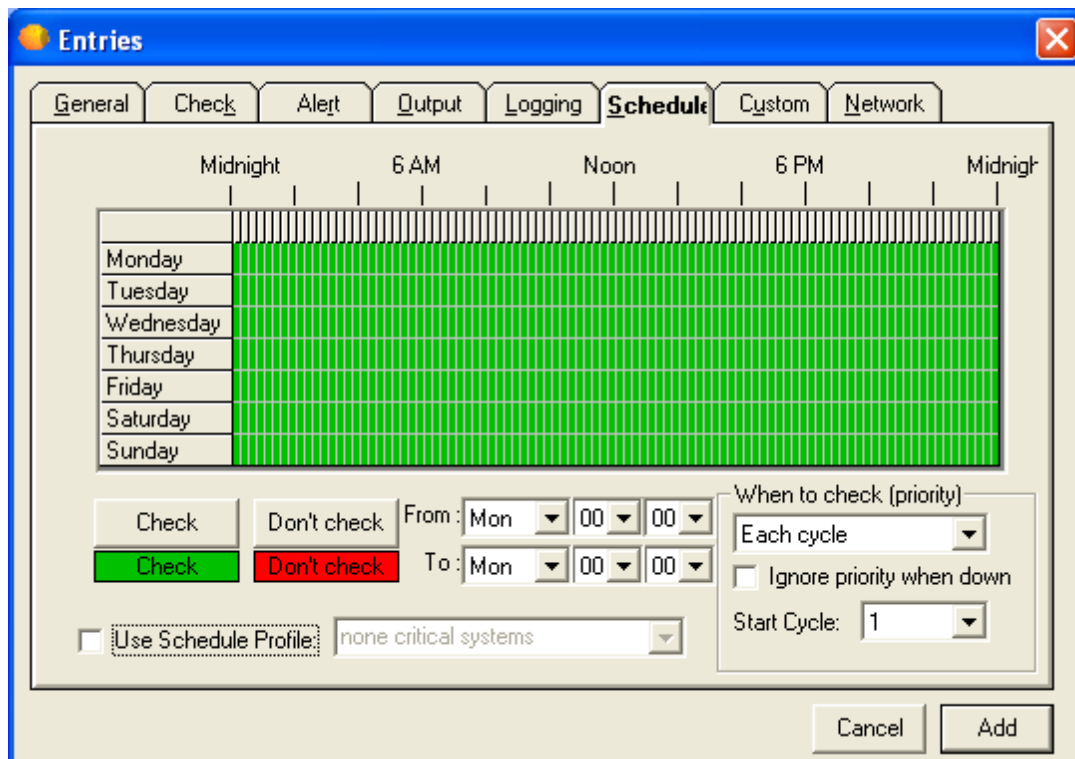 Entries
General Check Alert Output Logging Schedule Custom Network
Midnight 6 AM Noon 6 PM Midnigh
Monday
Tuesday
Wednesday
Thursday
Friday
Saturday
Sunday
Check Don't check From : Mon 00 00
Check Don't check To : Mon 00 00
When to check (priority)
Each cycle
Ignore priority when down
Start Cycle: 1
Use Schedule Profile: none critical systems
Cancel Add